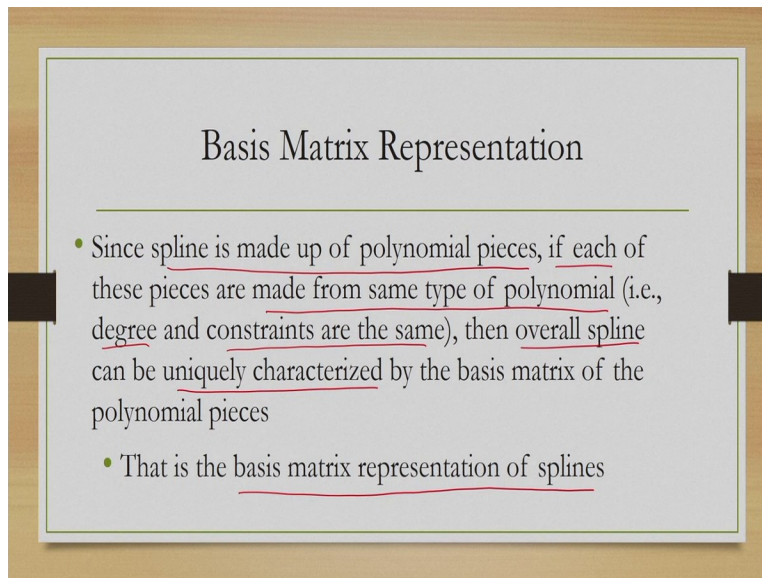 Basis Matrix Representation
• Since spline is made up of polynomial pieces, if each of
these pieces are made from same type of polynomial (i.e.,
degree and constraints are the same), then overall spline
can be uniquely characterized by the basis matrix of the
polynomial pieces
• That is the basis matrix representation of splines